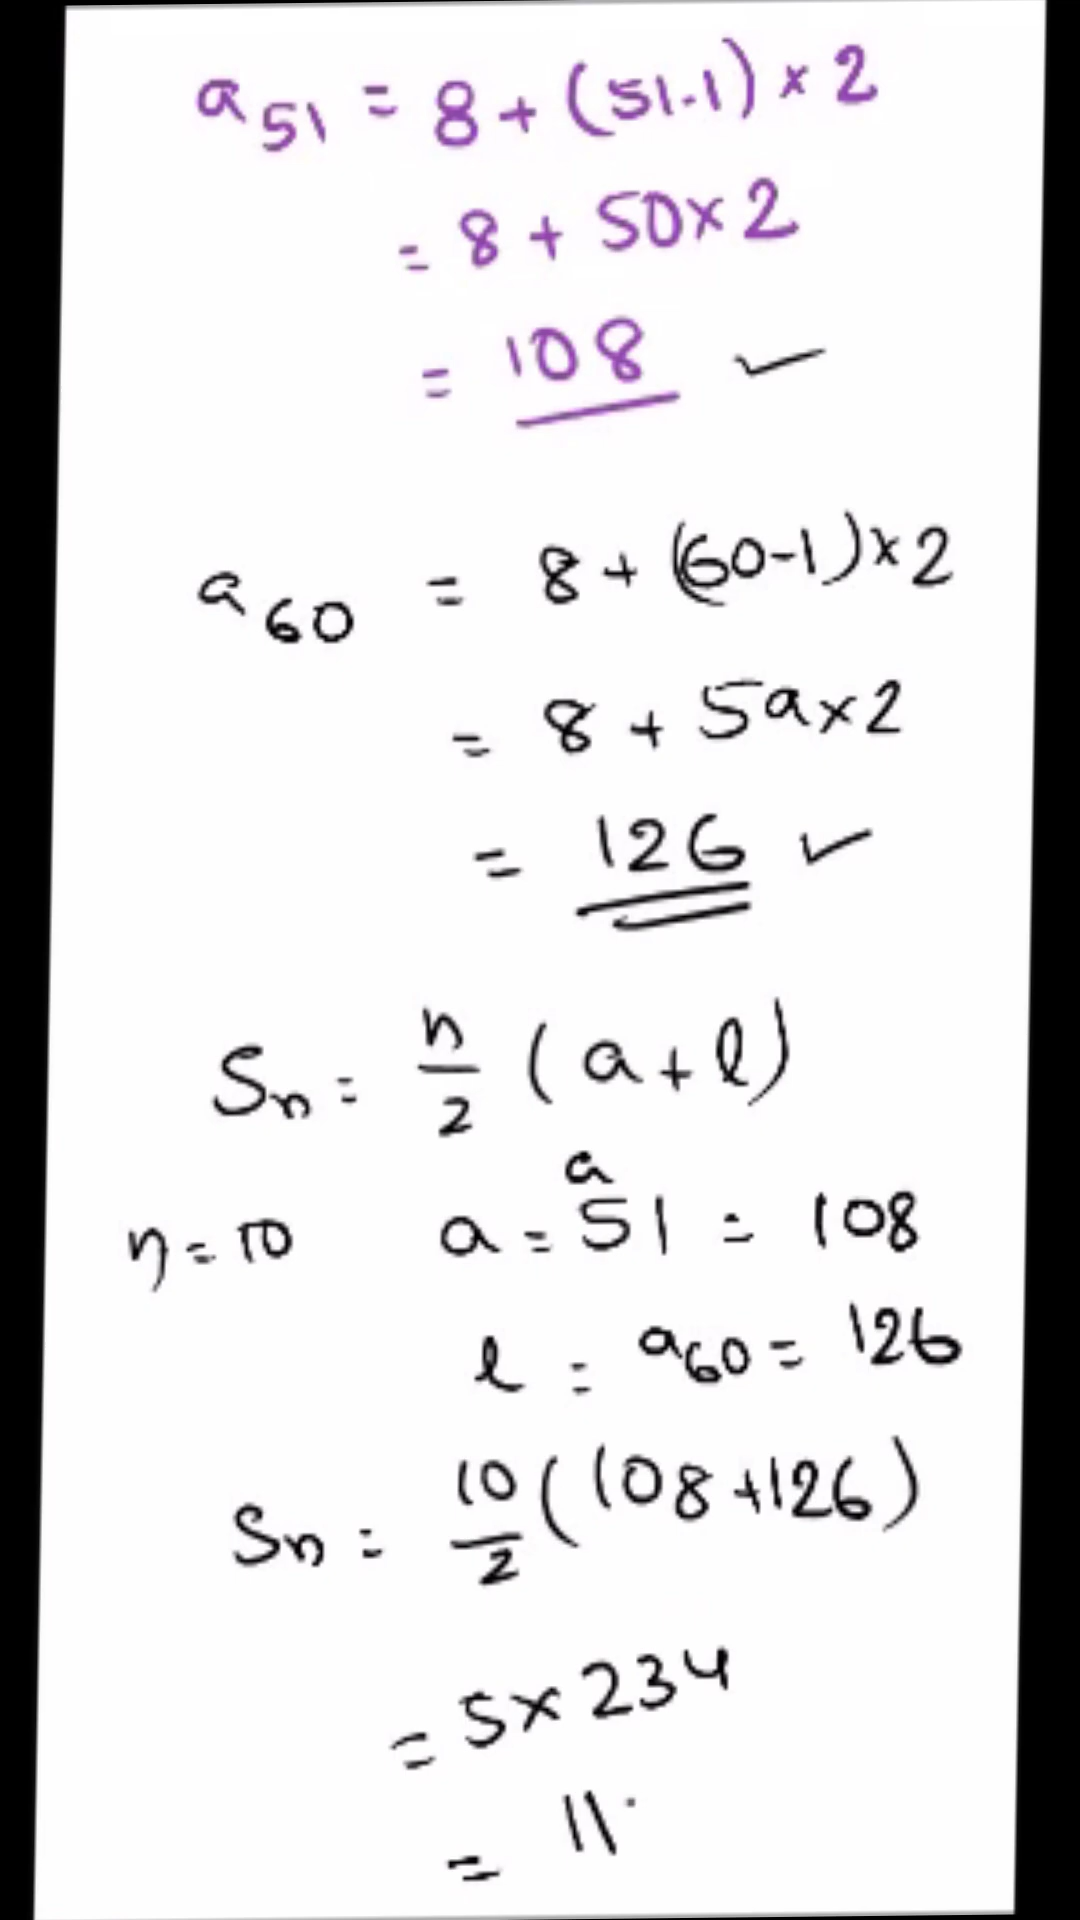 a51 = 8 + (51-1) × 2
= 8 + 50 × 2
= 108 ✓
a60 = 8 + (60-1) × 2
= 8 + 59 × 2
= 126 ✓
Sn = n/2 (a + l)
n = 10 a = a51 = 108
l = a60 = 126
Sn = 10/2 (108 + 126)
= 5 × 234
= 11